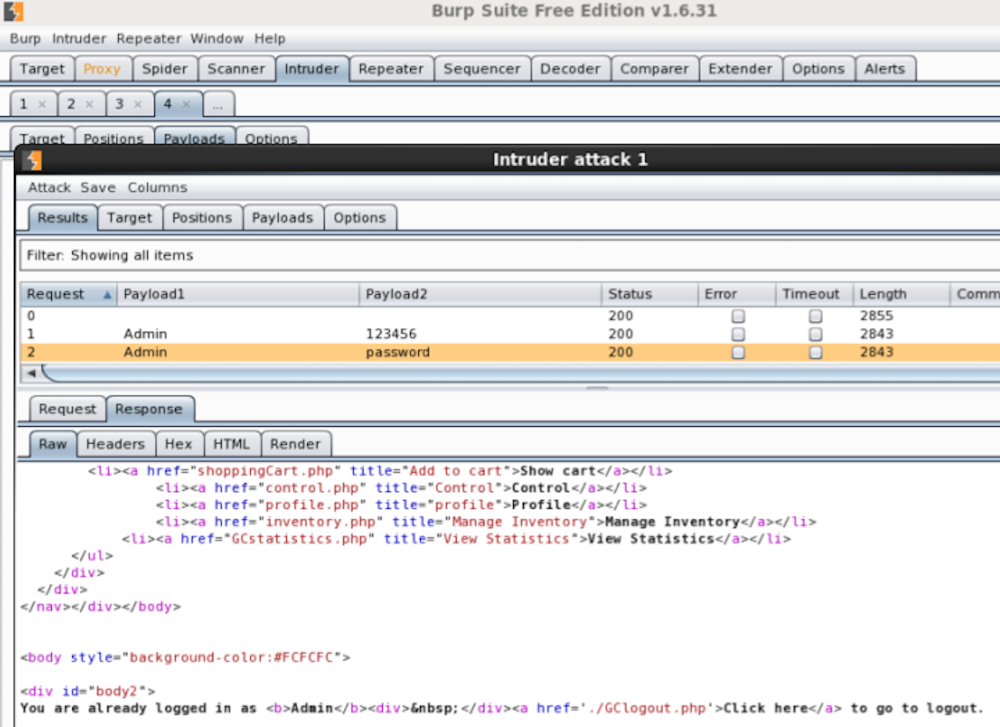 Burp Suite Free Edition v1.6.31
Burp Intruder Repeater Window Help
Target Proxy Spider Scanner Intruder Repeater Sequencer Decoder Comparer Extender Options Alerts
1 × 2 × 3 × 4 × ...
Target Positions Payloads Options
Intruder attack 1
Attack Save Columns
Results Target Positions Payloads Options
Filter: Showing all items
Request Payload1 Payload2 Status Error Timeout Length Comm
0 200 2855
1 Admin 123456 200 2843
2 Admin password 200 2843
Request Response
Raw Headers Hex HTML Render
<li><a href="shoppingCart.php" title="Add to cart">Show cart</a></li>
<li><a href="control.php" title="Control">Control</a></li>
<li><a href="profile.php" title="profile">Profile</a></li>
<li><a href="inventory.php" title="Manage Inventory">Manage Inventory</a></li>
<li><a href="GCstatistics.php" title="View Statistics">View Statistics</a></li>
</ul>
</div>
</div>
</nav></div></body>
<body style="background-color:#FCFCFC">
<div id="body2">
You are already logged in as <b>Admin</b><div>&nbsp;</div><a href='./GClogout.php'>Click here</a> to go to logout.